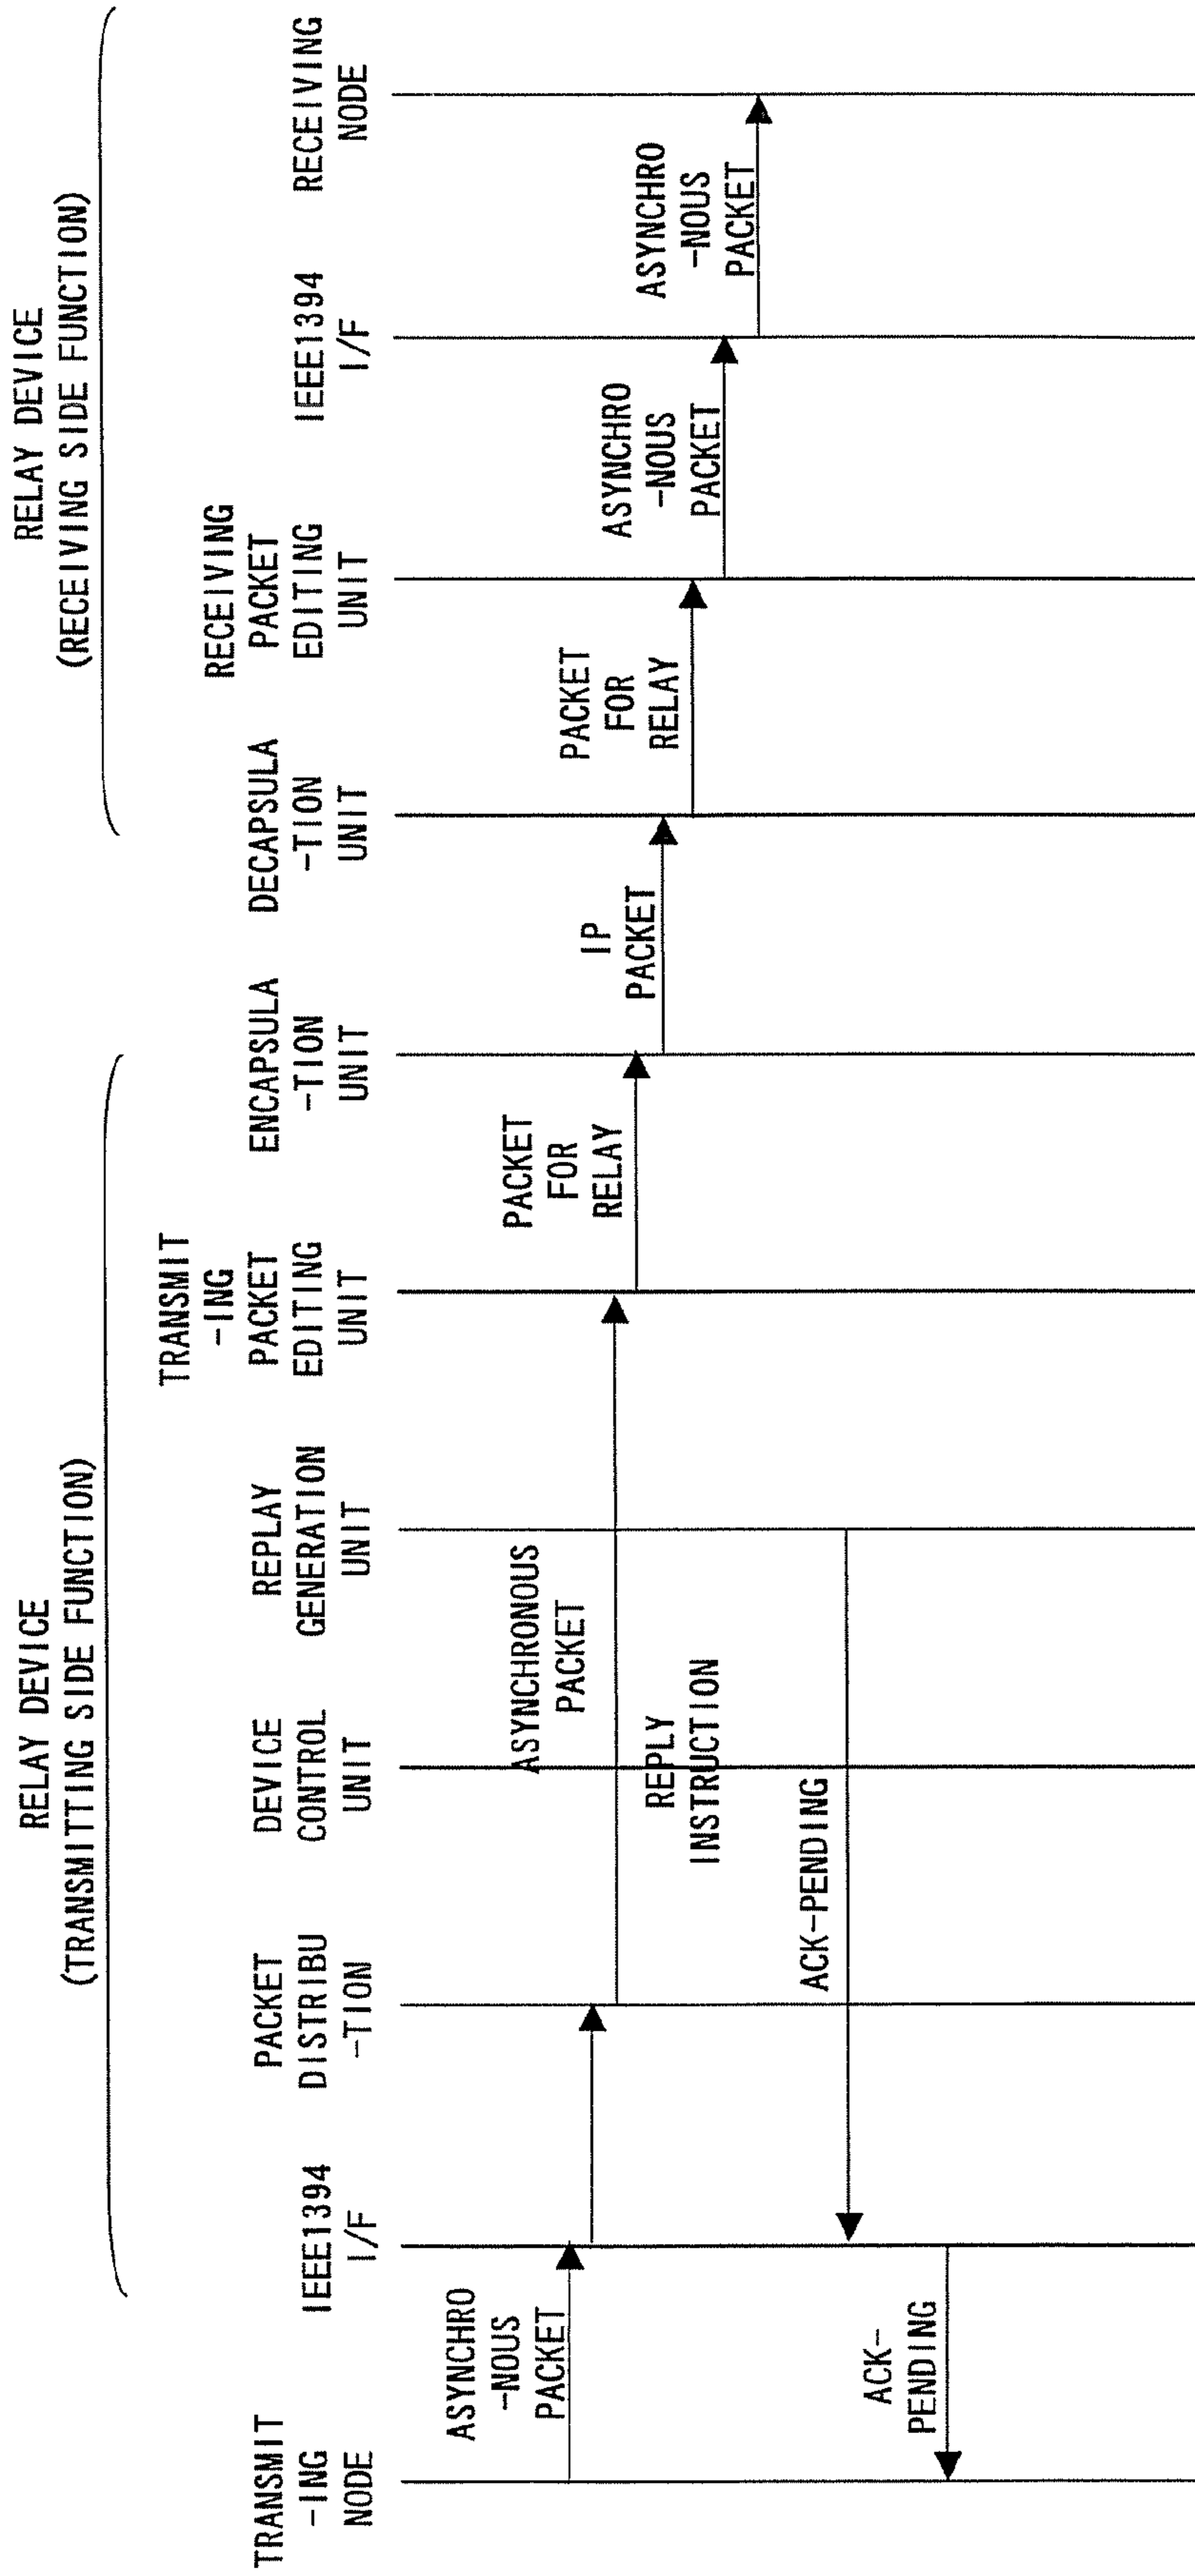 RELAY DEVICE
(TRANSMITTING SIDE FUNCTION)
RELAY DEVICE
(RECEIVING SIDE FUNCTION)
TRANSMIT
-ING
NODE
IEEE1394
I/F
PACKET
DISTRIBU
-TION
DEVICE
CONTROL
UNIT
REPLAY
GENERATION
UNIT
TRANSMIT
-ING
PACKET
EDITING
UNIT
ENCAPSULA
-TION
UNIT
DECAPSULA
-TION
UNIT
RECEIVING
PACKET
EDITING
UNIT
IEEE1394
I/F
RECEIVING
NODE
ASYNCHRO
-NOUS
PACKET
ASYNCHRONOUS
PACKET
PACKET
FOR
RELAY
IP
PACKET
PACKET
FOR
RELAY
ASYNCHRO
-NOUS
PACKET
ASYNCHRO
-NOUS
PACKET
REPLY
INSTRUCTION
ACK-PENDING
ACK-
PENDING